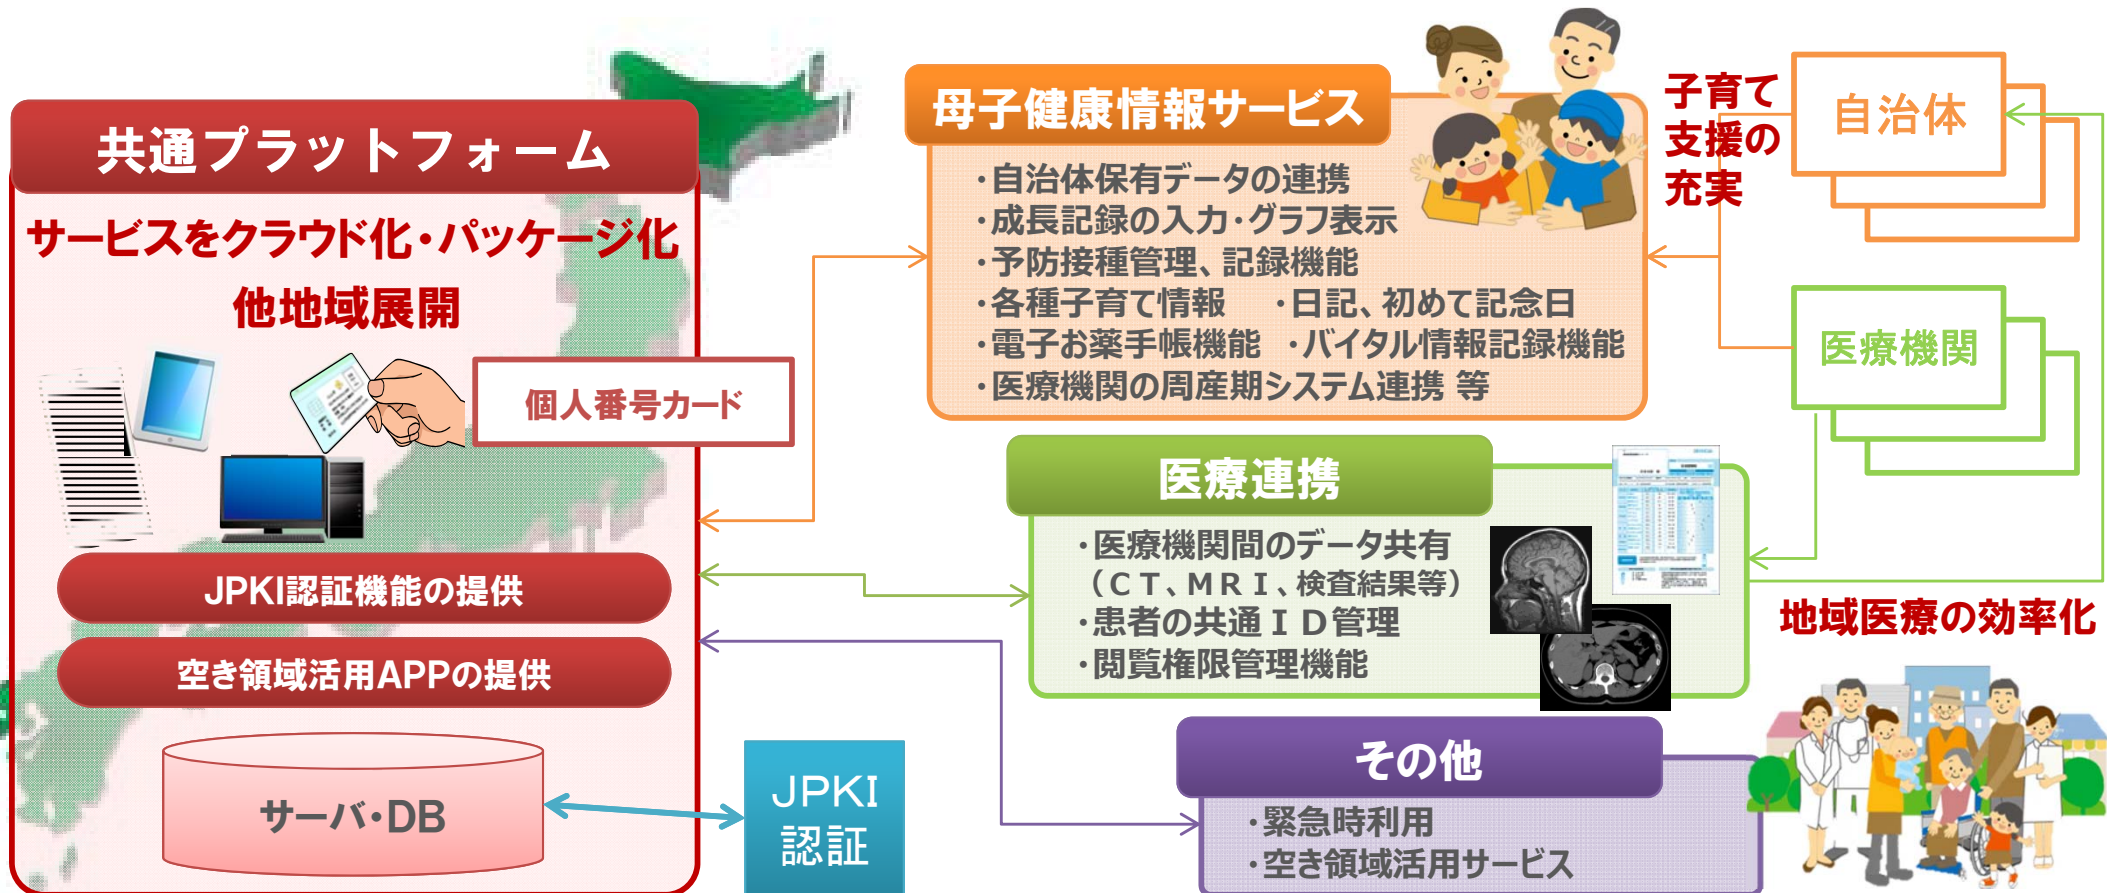 共通プラットフォーム
サービスをクラウド化・パッケージ化
他地域展開
個人番号カード
JPKI認証機能の提供
空き領域活用APPの提供
サーバ・DB
JPKI
認証
母子健康情報サービス
・自治体保有データの連携
・成長記録の入力・グラフ表示
・予防接種管理、記録機能
・各種子育て情報　・日記、初めて記念日
・電子お薬手帳機能　・バイタル情報記録機能
・医療機関の周産期システム連携 等
子育て
支援の
充実
自治体
医療機関
医療連携
・医療機関間のデータ共有
（ＣＴ、ＭＲＩ、検査結果等）
・患者の共通ＩＤ管理
・閲覧権限管理機能
地域医療の効率化
その他
・緊急時利用
・空き領域活用サービス